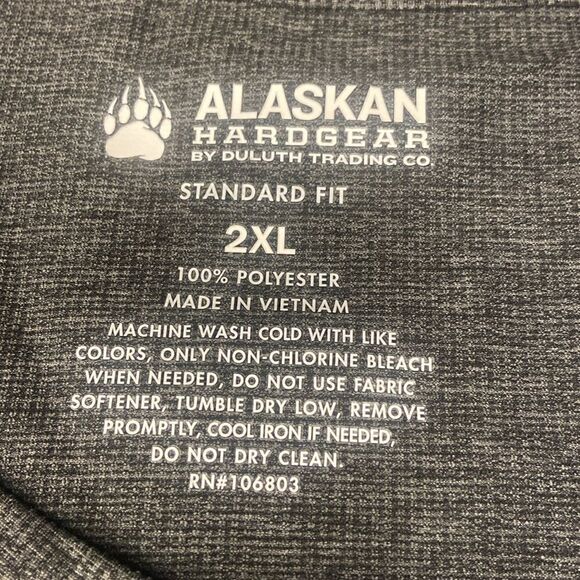 ALASKAN
HARDGEAR
BY DULUTH TRADING CO.
STANDARD FIT
2XL
100% POLYESTER
MADE IN VIETNAM
MACHINE WASH COLD WITH LIKE
COLORS, ONLY NON-CHLORINE BLEACH
WHEN NEEDED, DO NOT USE FABRIC
SOFTENER, TUMBLE DRY LOW, REMOVE
PROMPTLY, COOL IRON IF NEEDED,
DO NOT DRY CLEAN.
RN#106803